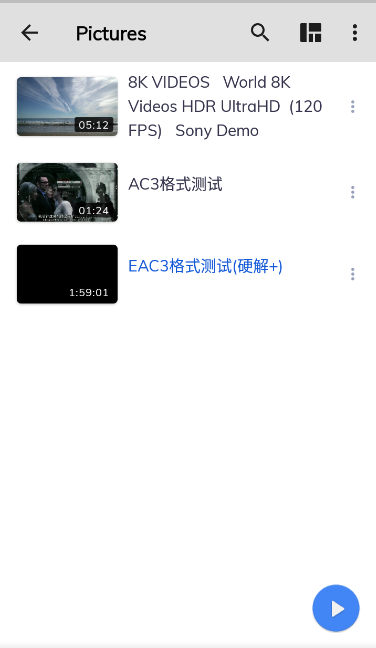 Pictures
8K VIDEOS World 8K
Videos HDR UltraHD (120
FPS) Sony Demo
05:12
AC3格式测试
01:24
EAC3格式测试(硬解+)
1:59:01